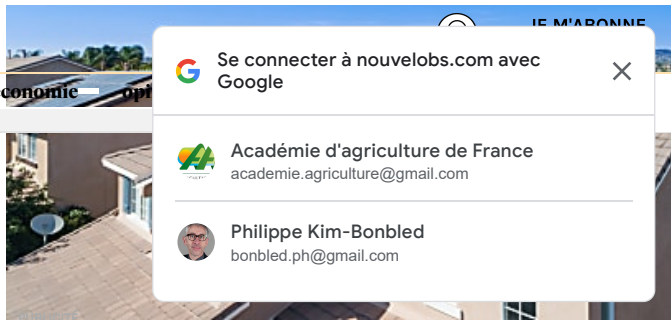 JE M'ABONNE
Se connecter à nouvelobs.com avec
Google
conomie
opi
Académie d'agriculture de France
academie.agriculture@gmail.com
Philippe Kim-Bonbled
bonbled.ph@gmail.com